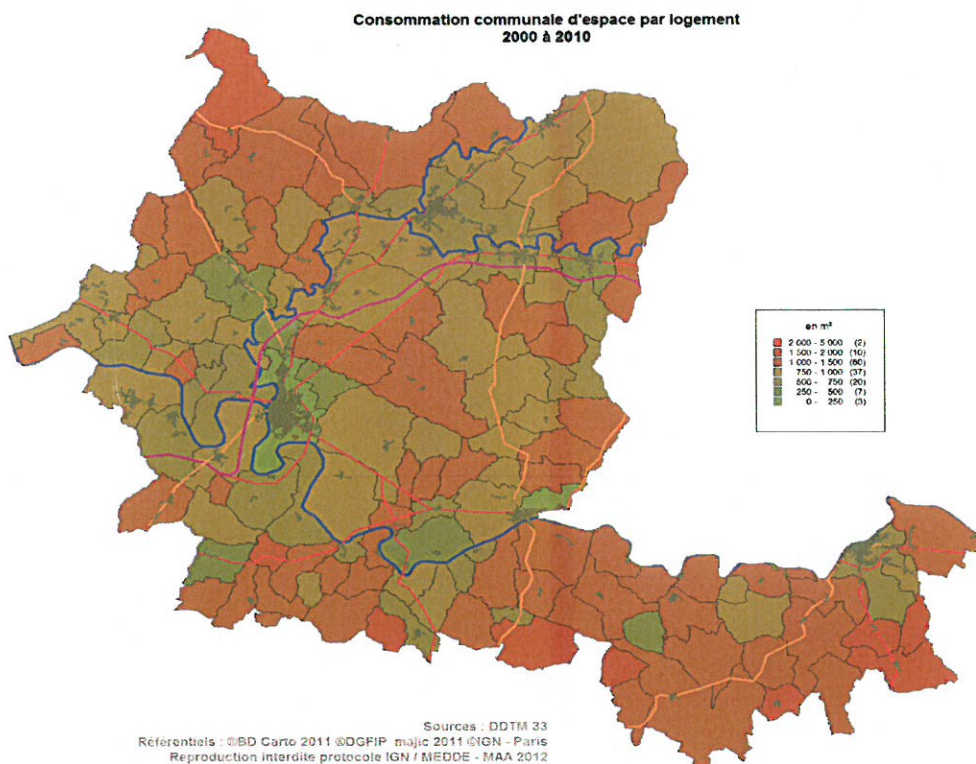 Consommation communale d'espace par logement
2000 à 2010
en m²
2 000 - 5 000 (2)
1 500 - 2 000 (10)
1 000 - 1 500 (60)
750 - 1 000 (37)
500 - 750 (20)
250 - 500 (7)
0 - 250 (3)
Sources : DDTM 33
Référentiels : ©BD Carto 2011 ©DGFIP majic 2011 ©IGN - Paris
Reproduction interdite protocole IGN / MEDDE - MAA 2012